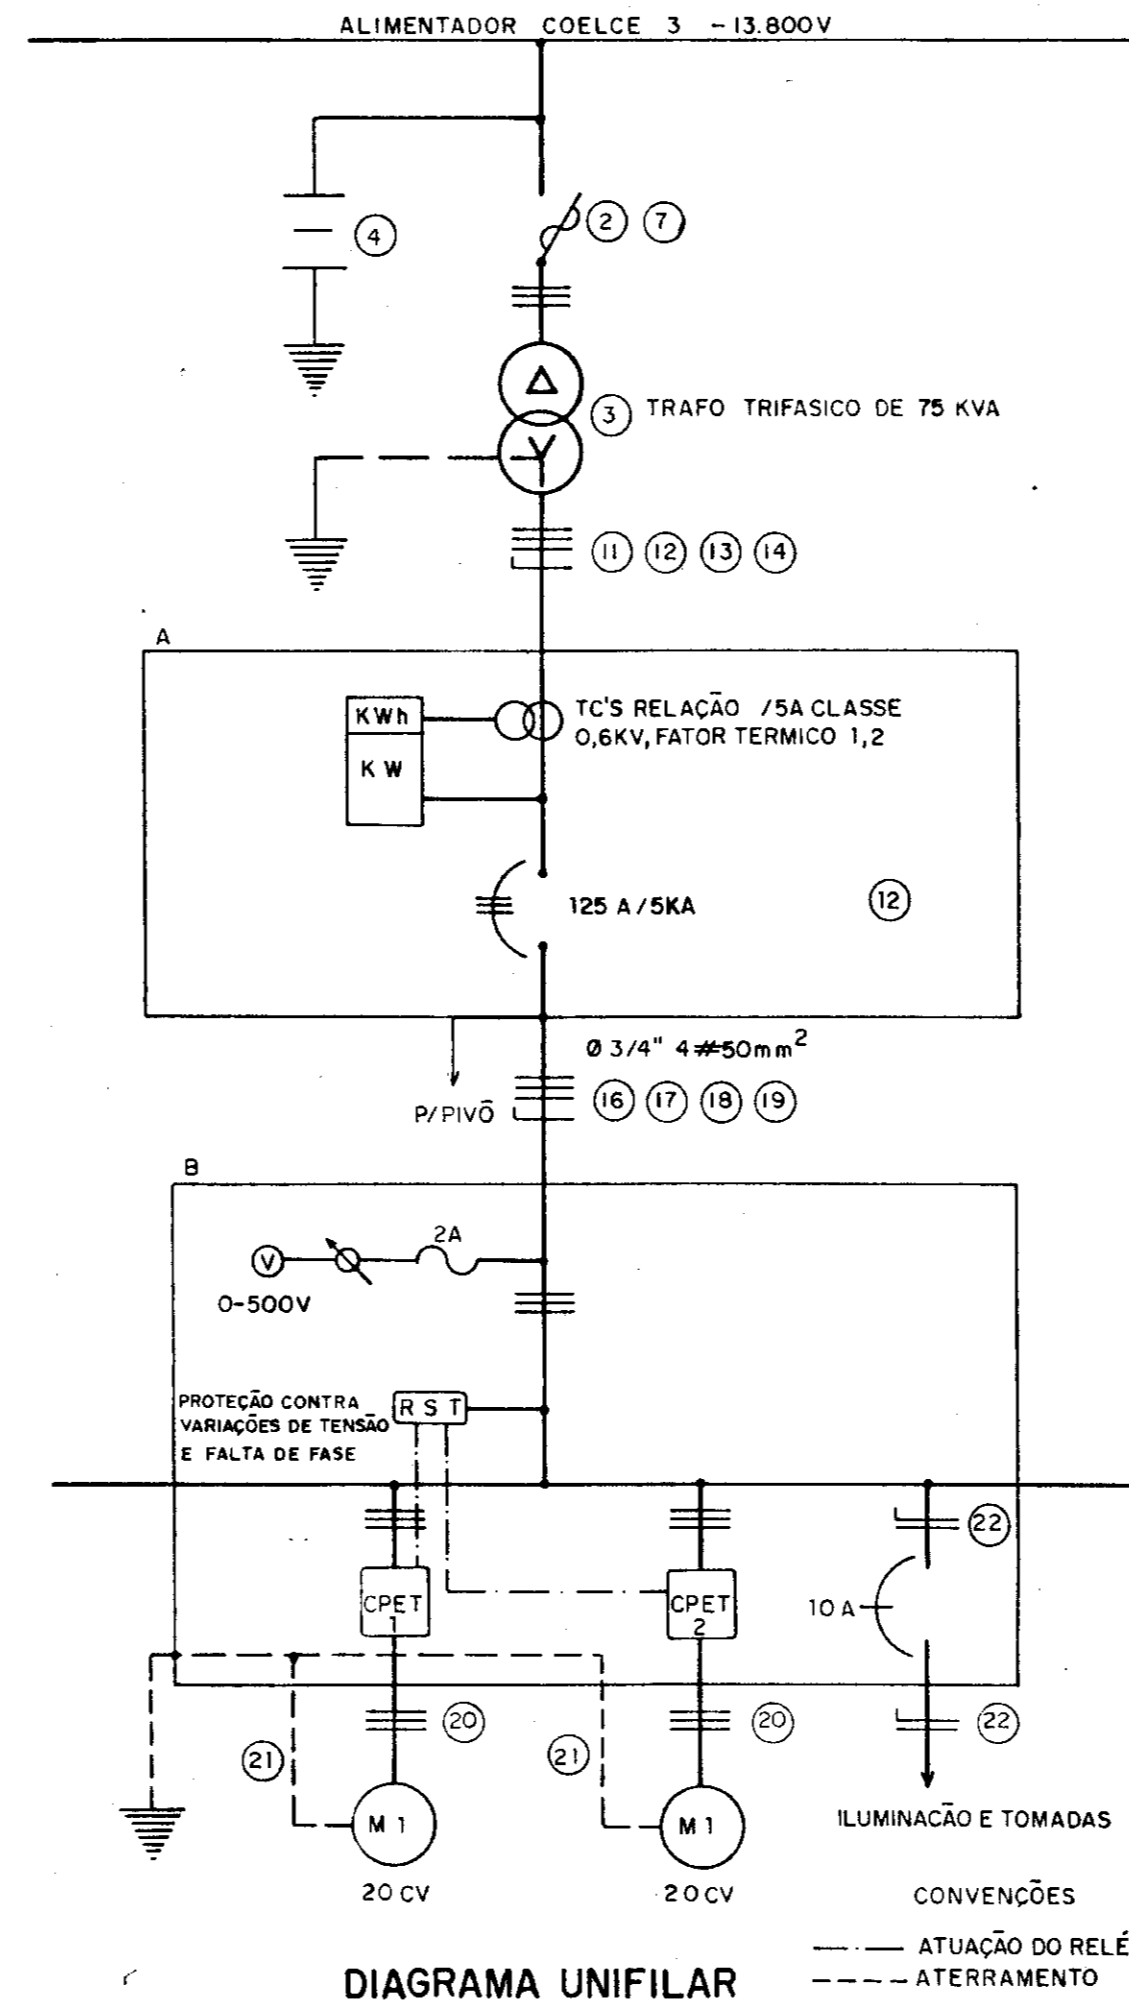 ALIMENTADOR COELCE 3 - 13.800V
4
2 7
3 TRAFO TRIFASICO DE 75 KVA
11 12 13 14
A
KWh
KW
TC'S RELAÇÃO /5A CLASSE
0,6KV, FATOR TERMICO 1,2
125 A/5KA
12
Ø 3/4" 4#50mm²
P/PIVÔ
16 17 18 19
B
2A
V
0-500V
PROTEÇÃO CONTRA
VARIAÇÕES DE TENSÃO
E FALTA DE FASE
R S T
22
CPET
1
CPET
2
10 A
20
20
22
21
21
M 1
M 1
20 CV
20 CV
ILUMINACÃO E TOMADAS
CONVENÇÕES
ATUAÇÃO DO RELÉ
ATERRAMENTO
DIAGRAMA UNIFILAR